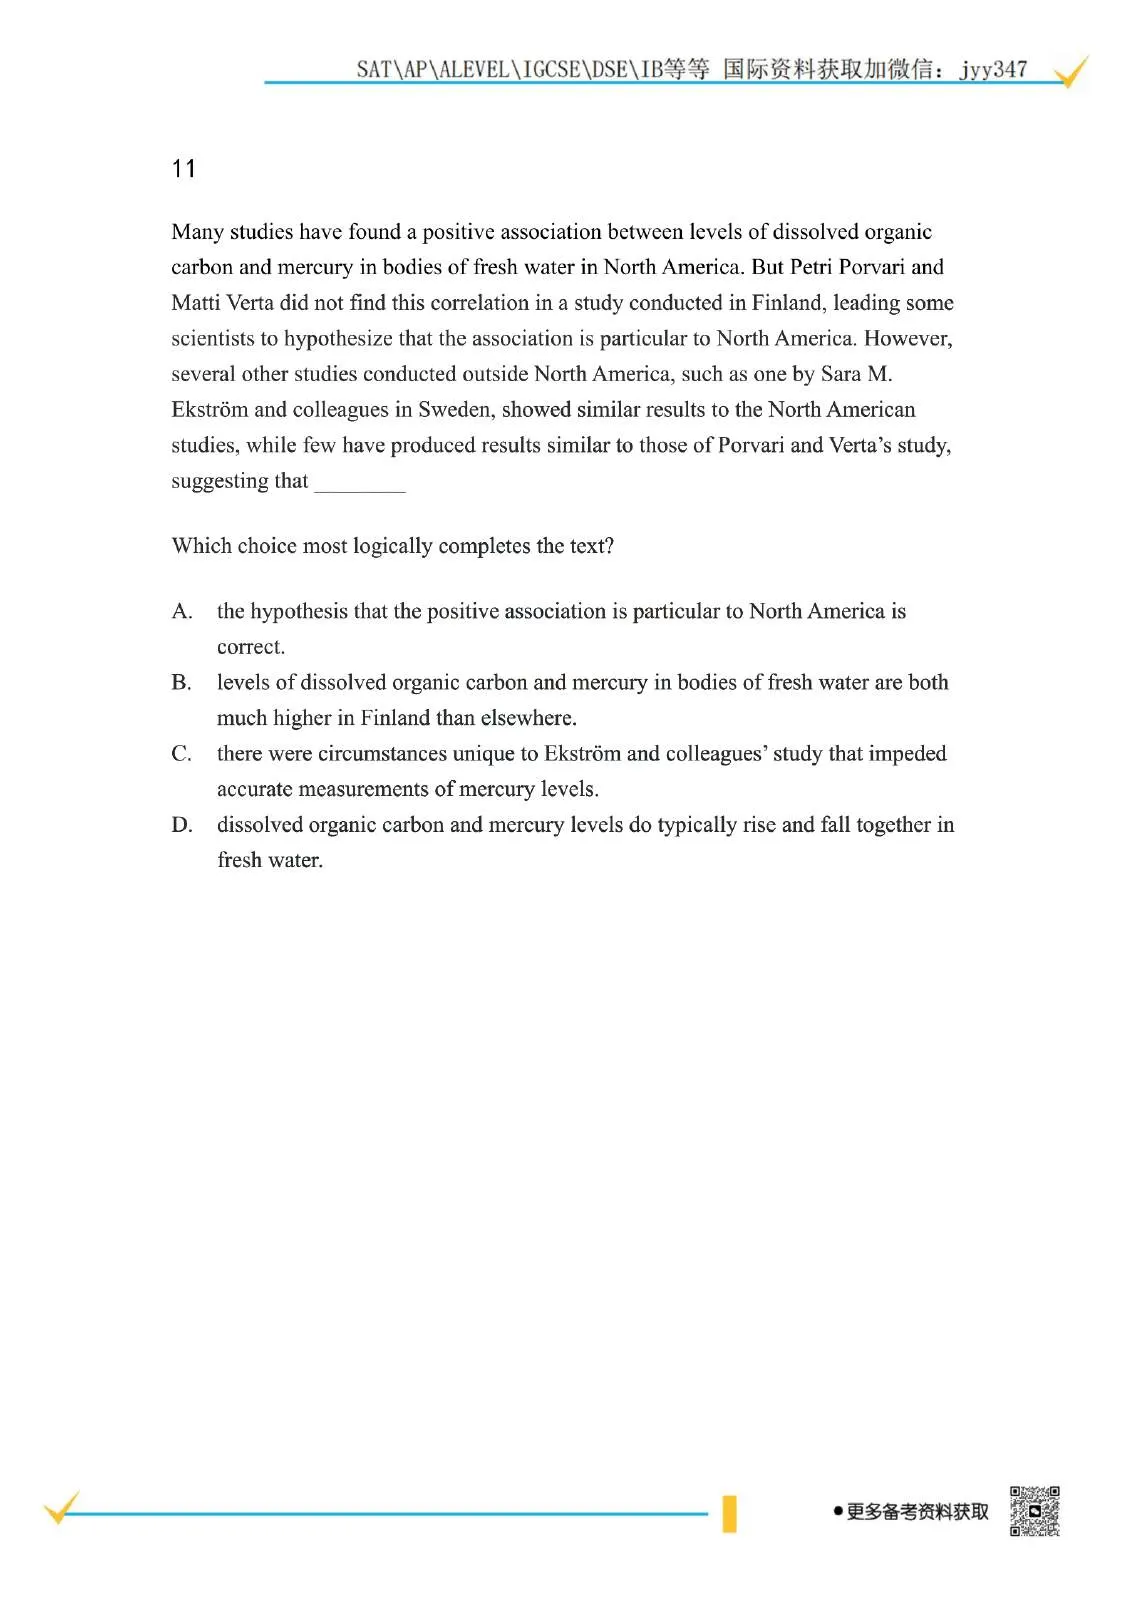 SAT\AP\ALEVEL\IGCSE\DSE\IB等等 国际资料获取加微信：jyy347
11
Many studies have found a positive association between levels of dissolved organic
carbon and mercury in bodies of fresh water in North America. But Petri Porvari and
Matti Verta did not find this correlation in a study conducted in Finland, leading some
scientists to hypothesize that the association is particular to North America. However,
several other studies conducted outside North America, such as one by Sara M.
Ekström and colleagues in Sweden, showed similar results to the North American
studies, while few have produced results similar to those of Porvari and Verta’s study,
suggesting that ________
Which choice most logically completes the text?
A. the hypothesis that the positive association is particular to North America is
correct.
B. levels of dissolved organic carbon and mercury in bodies of fresh water are both
much higher in Finland than elsewhere.
C. there were circumstances unique to Ekström and colleagues’ study that impeded
accurate measurements of mercury levels.
D. dissolved organic carbon and mercury levels do typically rise and fall together in
fresh water.
●更多备考资料获取